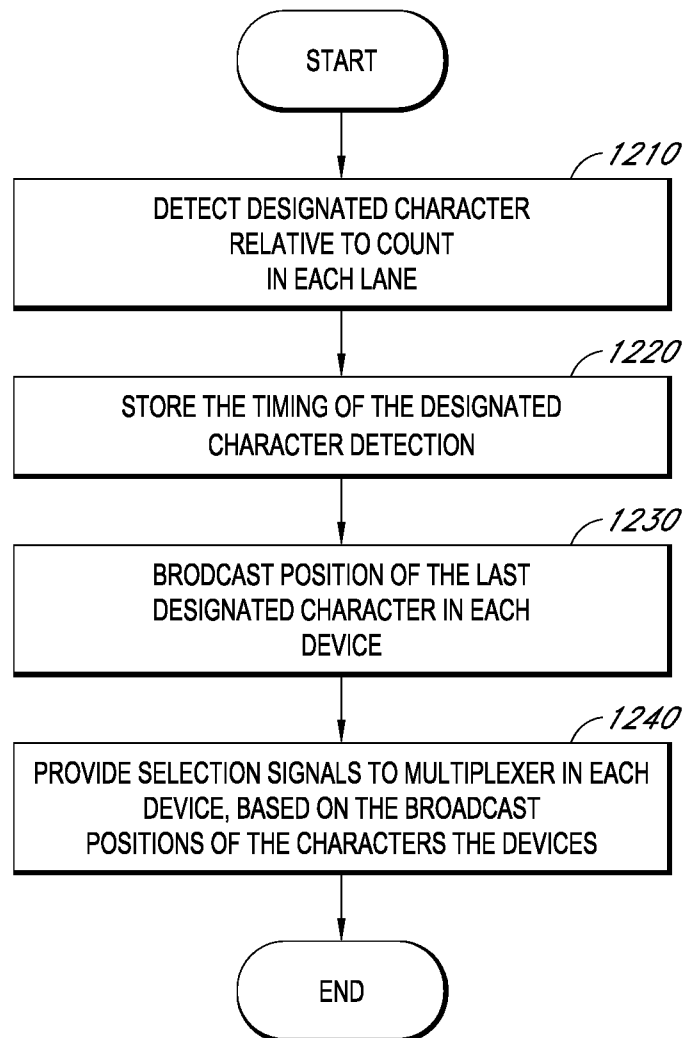 START
1210
DETECT DESIGNATED CHARACTER
RELATIVE TO COUNT
IN EACH LANE
1220
STORE THE TIMING OF THE DESIGNATED
CHARACTER DETECTION
1230
BRODCAST POSITION OF THE LAST
DESIGNATED CHARACTER IN EACH
DEVICE
1240
PROVIDE SELECTION SIGNALS TO MULTIPLEXER IN EACH
DEVICE, BASED ON THE BROADCAST
POSITIONS OF THE CHARACTERS THE DEVICES
END